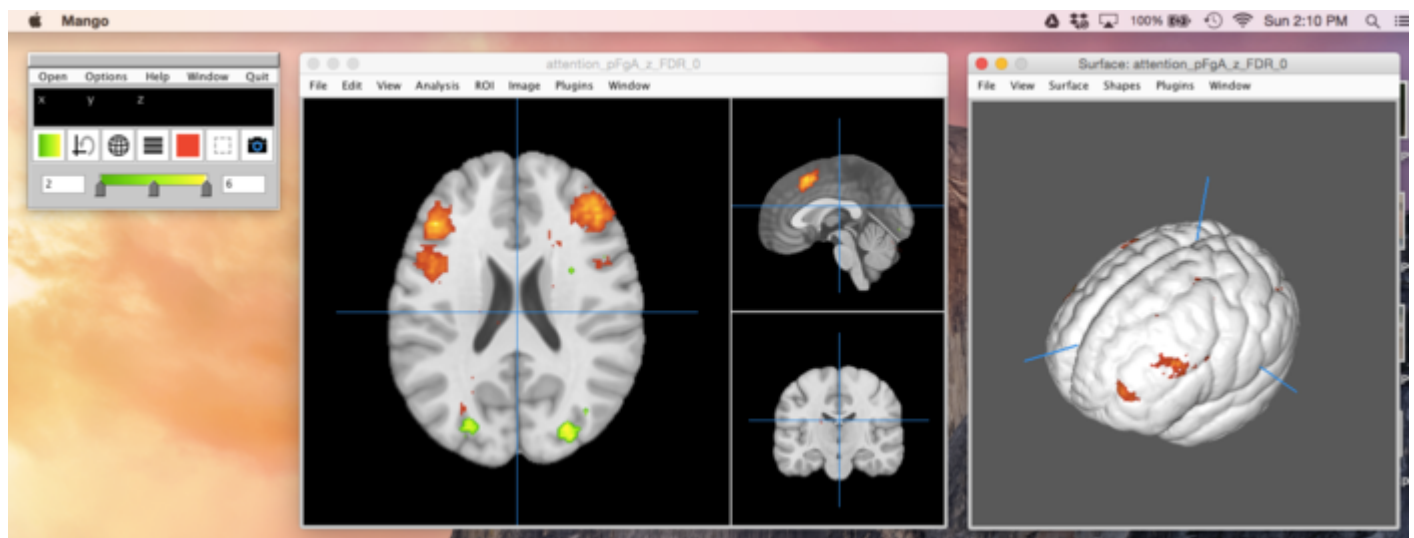 Mango 100% Sun 2:10 PM
Open Options Help Window Quit
x y z
2 6
attention_pFgA_z_FDR_0
File Edit View Analysis ROI Image Plugins Window
Surface: attention_pFgA_z_FDR_0
File View Surface Shapes Plugins Window